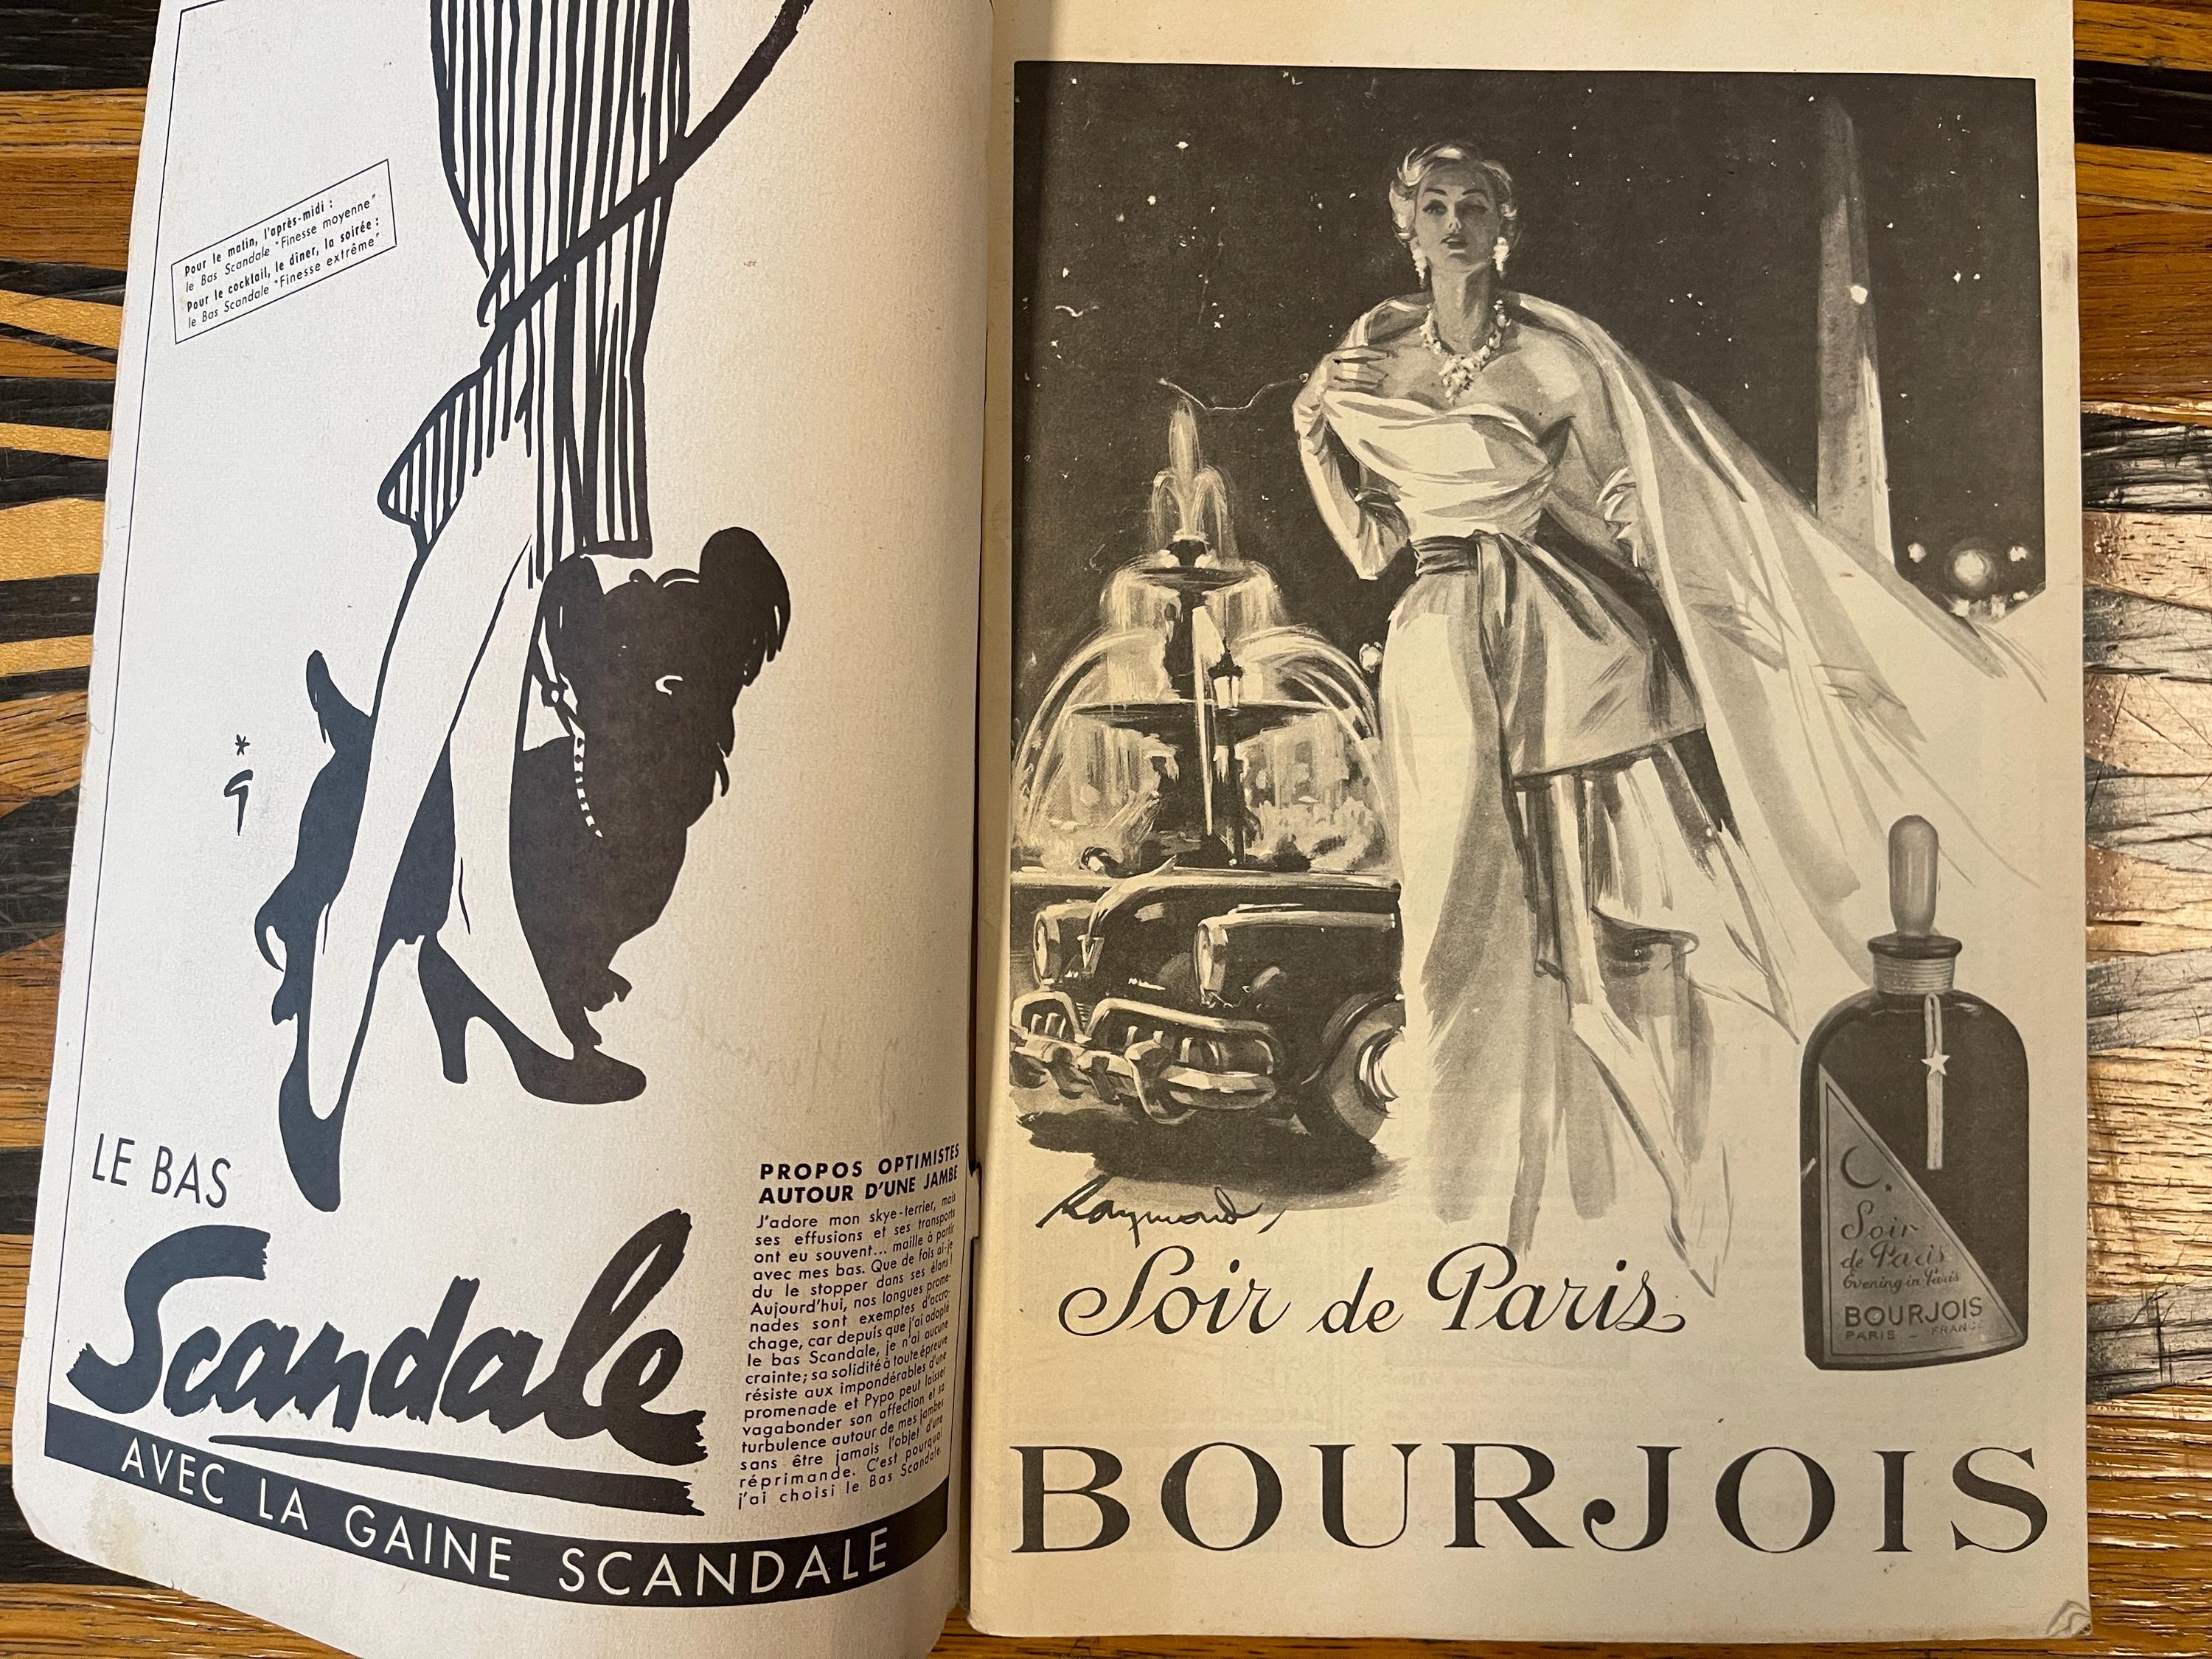 Pour le matin, l'après-midi :
le Bas Scandale "Finesse moyenne"
Pour le cocktail, le dîner, la soirée :
le Bas Scandale "Finesse extrême"
* G
LE BAS
Scandale
AVEC LA GAINE SCANDALE
PROPOS OPTIMISTES
AUTOUR D'UNE JAMBE
J'adore mon skye-terrier, mais
ses effusions et ses transports
ont eu souvent... maille à partir
avec mes bas. Que de fois ai-je
du le stopper dans ses élans !
Aujourd'hui, nos longues prome-
nades sont exemptes d'accro-
chage, car depuis que j'ai adopté
le bas Scandale, je n'ai aucune
crainte; sa solidité à toute épreuve
résiste aux impondérables d'une
promenade et Pypo peut laisser
vagabonder son affection et sa
turbulence autour de mes jambes
sans être jamais l'objet d'une
réprimande. C'est pourquoi
j'ai choisi le Bas Scandale.
Raymond
Soir de Paris
Soir
de Paris
Evening in Paris
BOURJOIS
PARIS - FRANCE
BOURJOIS